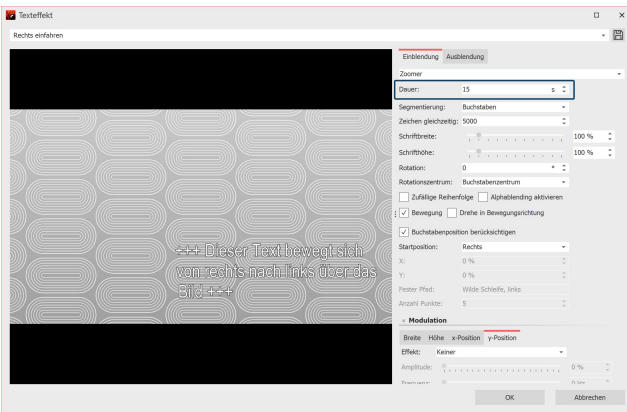 Texteffekt
Rechts einfahren
Einblendung Ausblendung
Zoomer
Dauer: 15 s
Segmentierung: Buchstaben
Zeichen gleichzeitig: 5000
Schriftbreite: 100 %
Schrifthöhe: 100 %
Rotation: 0 °
Rotationszentrum: Buchstabenzentrum
Zufällige Reihenfolge Alphablending aktivieren
Bewegung Drehe in Bewegungsrichtung
Buchstabenposition berücksichtigen
Startposition: Rechts
X: 0 %
Y: 0 %
Fester Pfad: Wilde Schleife, links
Anzahl Punkte: 5
Modulation
Breite Höhe x-Position y-Position
Effekt: Keiner
Amplitude: 0 %
Frequenz: 0 Hz
+++ Dieser Text bewegt sich
von rechts nach links über das
Bild +++
OK Abbrechen